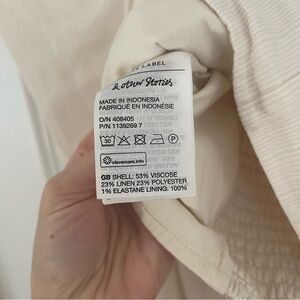 LABEL
& other Stories
MADE IN INDONESIA
FABRIQUÉ EN INDONÉSIE
O/N 408405
P/N 1139269 7
30
P
clevercare.info
GB SHELL: 53% VISCOSE
23% LINEN 23% POLYESTER
1% ELASTANE LINING: 100%